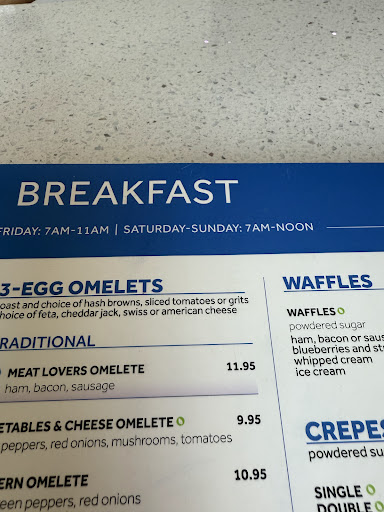 BREAKFAST
FRIDAY: 7AM-11AM | SATURDAY-SUNDAY: 7AM-NOON
3-EGG OMELETS
oast and choice of hash browns, sliced tomatoes or grits
hoice of feta, cheddar jack, swiss or american cheese
RADITIONAL
MEAT LOVERS OMELETE 11.95
ham, bacon, sausage
ETABLES & CHEESE OMELETE 9.95
peppers, red onions, mushrooms, tomatoes
ERN OMELETE 10.95
een peppers, red onions
WAFFLES
WAFFLES
powdered sugar
ham, bacon or saus
blueberries and st
whipped cream
ice cream
CREPES
powdered su
SINGLE
DOUBLE